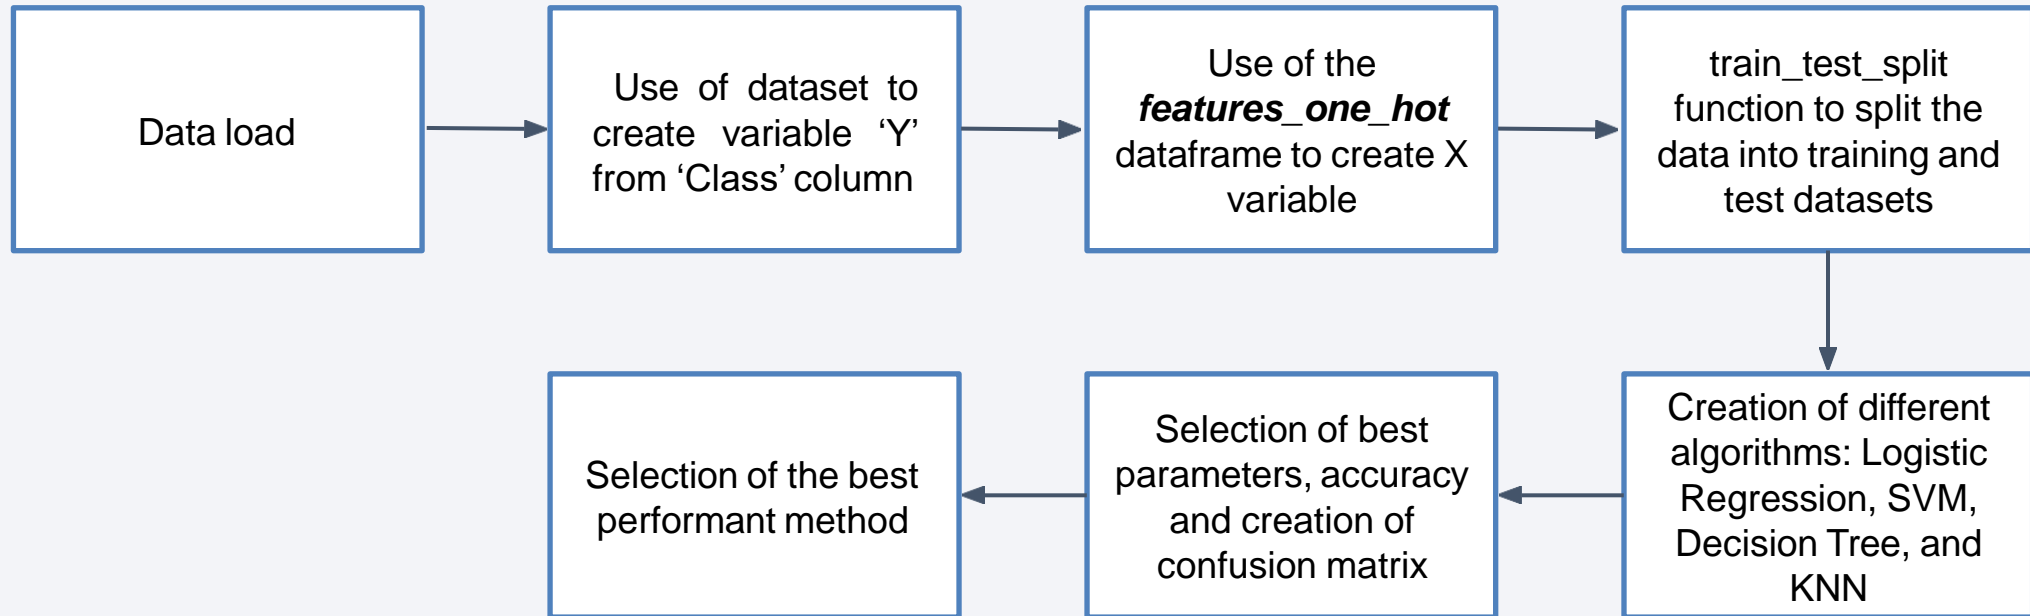 Data load
Use of dataset to
create variable ‘Y’
from ‘Class’ column
Use of the
features_one_hot
dataframe to create X
variable
train_test_split
function to split the
data into training and
test datasets
Creation of different
algorithms: Logistic
Regression, SVM,
Decision Tree, and
KNN
Selection of best
parameters, accuracy
and creation of
confusion matrix
Selection of the best
performant method